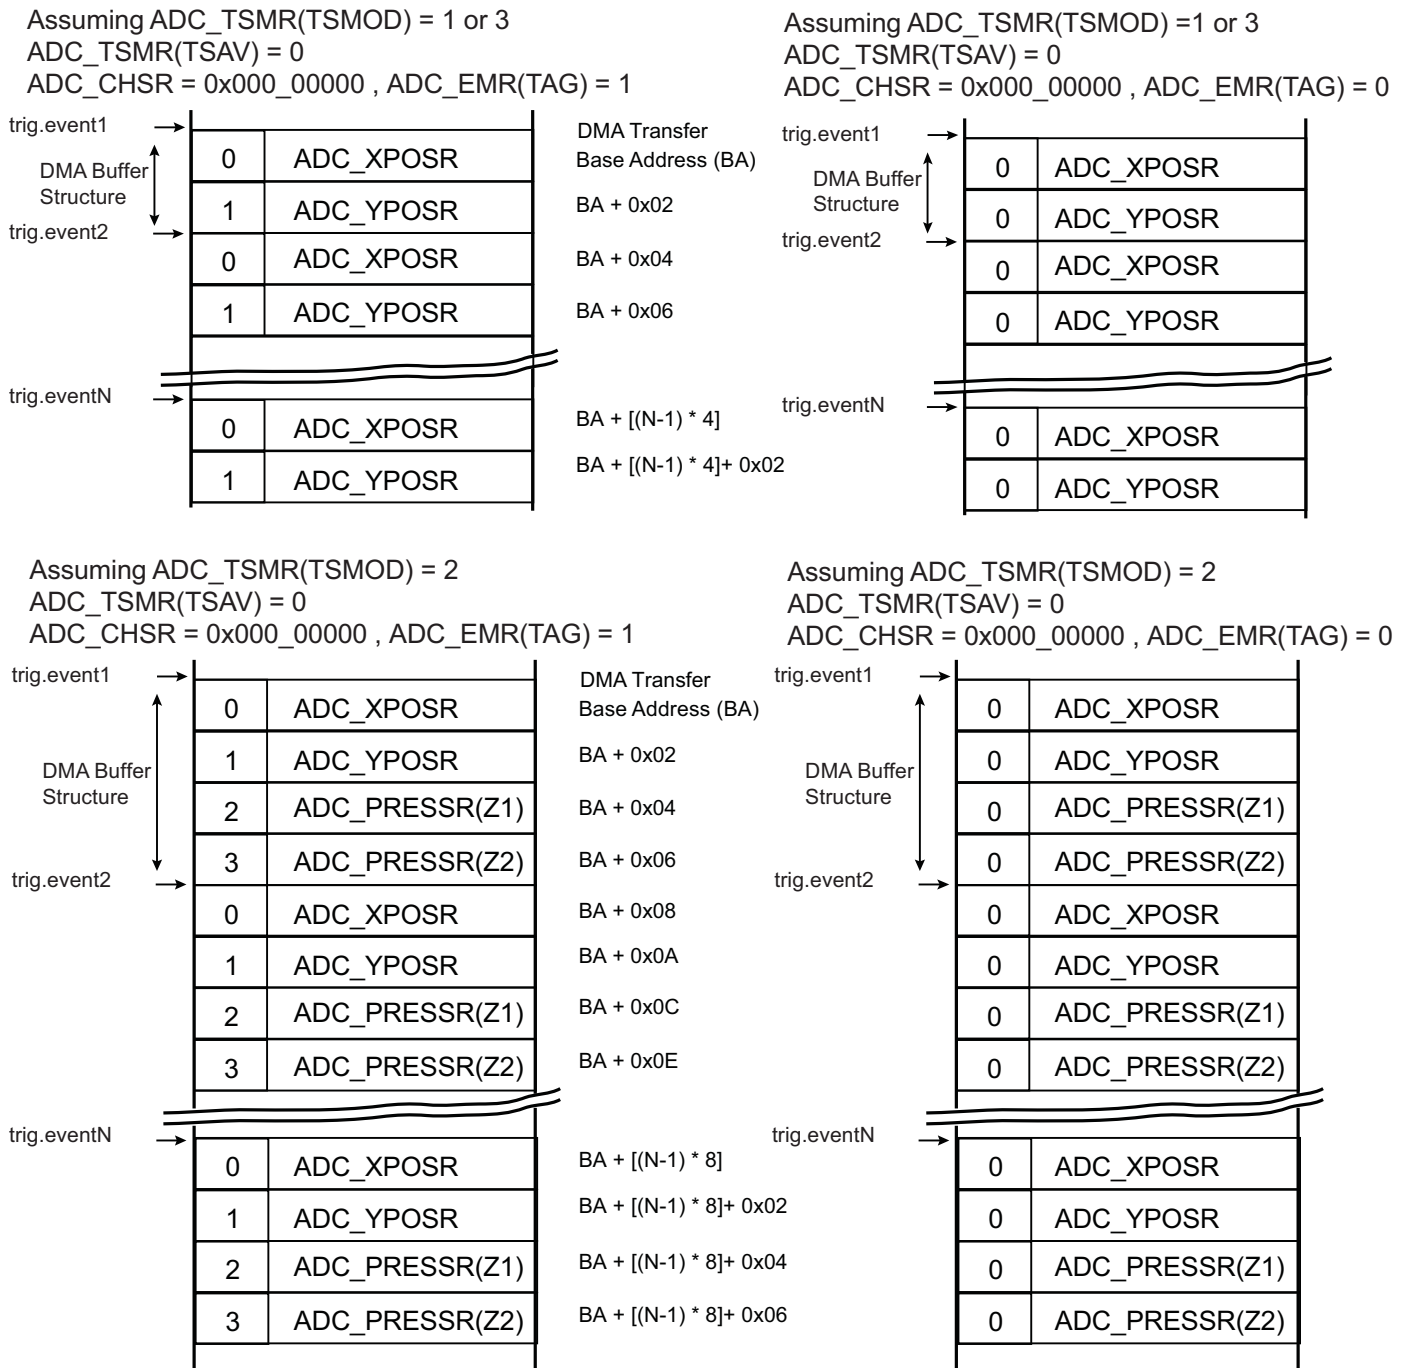 Assuming ADC_TSMR(TSMOD) = 1 or 3
ADC_TSMR(TSAV) = 0
ADC_CHSR = 0x000_00000 , ADC_EMR(TAG) = 1
trig.event1
DMA Transfer
0 ADC_XPOSR Base Address (BA)
DMA Buffer
Structure
1 ADC_YPOSR BA + 0x02
trig.event2
0 ADC_XPOSR BA + 0x04
1 ADC_YPOSR BA + 0x06
trig.eventN
0 ADC_XPOSR BA + [(N-1) * 4]
1 ADC_YPOSR BA + [(N-1) * 4]+ 0x02
Assuming ADC_TSMR(TSMOD) =1 or 3
ADC_TSMR(TSAV) = 0
ADC_CHSR = 0x000_00000 , ADC_EMR(TAG) = 0
trig.event1
0 ADC_XPOSR
DMA Buffer
Structure
0 ADC_YPOSR
trig.event2
0 ADC_XPOSR
0 ADC_YPOSR
trig.eventN
0 ADC_XPOSR
0 ADC_YPOSR
Assuming ADC_TSMR(TSMOD) = 2
ADC_TSMR(TSAV) = 0
ADC_CHSR = 0x000_00000 , ADC_EMR(TAG) = 1
trig.event1
DMA Transfer
0 ADC_XPOSR Base Address (BA)
1 ADC_YPOSR BA + 0x02
DMA Buffer
Structure
2 ADC_PRESSR(Z1) BA + 0x04
3 ADC_PRESSR(Z2) BA + 0x06
trig.event2
0 ADC_XPOSR BA + 0x08
1 ADC_YPOSR BA + 0x0A
2 ADC_PRESSR(Z1) BA + 0x0C
3 ADC_PRESSR(Z2) BA + 0x0E
trig.eventN
0 ADC_XPOSR BA + [(N-1) * 8]
1 ADC_YPOSR BA + [(N-1) * 8]+ 0x02
2 ADC_PRESSR(Z1) BA + [(N-1) * 8]+ 0x04
3 ADC_PRESSR(Z2) BA + [(N-1) * 8]+ 0x06
Assuming ADC_TSMR(TSMOD) = 2
ADC_TSMR(TSAV) = 0
ADC_CHSR = 0x000_00000 , ADC_EMR(TAG) = 0
trig.event1
0 ADC_XPOSR
0 ADC_YPOSR
DMA Buffer
Structure
0 ADC_PRESSR(Z1)
0 ADC_PRESSR(Z2)
trig.event2
0 ADC_XPOSR
0 ADC_YPOSR
0 ADC_PRESSR(Z1)
0 ADC_PRESSR(Z2)
trig.eventN
0 ADC_XPOSR
0 ADC_YPOSR
0 ADC_PRESSR(Z1)
0 ADC_PRESSR(Z2)